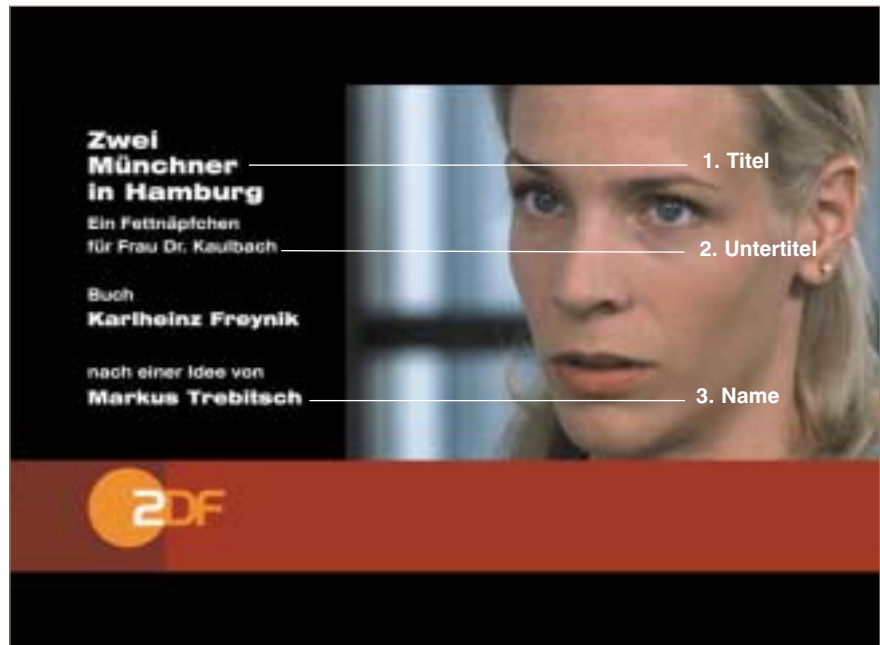 Zwei
Münchner
in Hamburg
Ein Fettnäpfchen
für Frau Dr. Kaulbach
Buch
Karlheinz Freynik
nach einer Idee von
Markus Trebitsch
1. Titel
2. Untertitel
3. Name
2DF